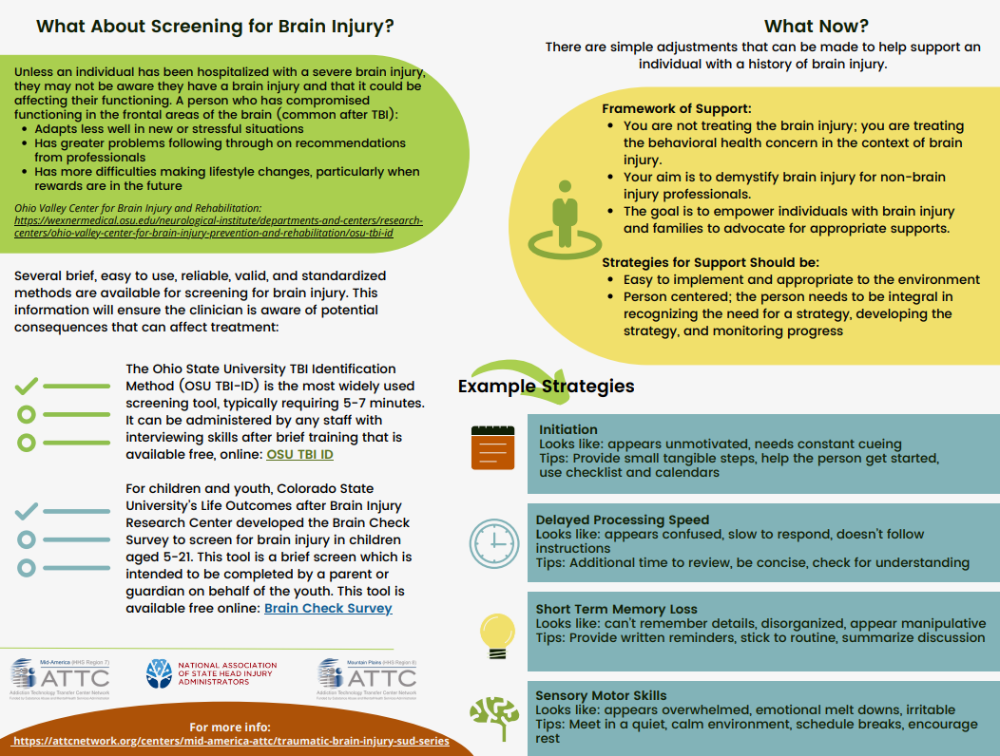 What About Screening for Brain Injury?
Unless an individual has been hospitalized with a severe brain injury,
they may not be aware they have a brain injury and that it could be
affecting their functioning. A person who has compromised
functioning in the frontal areas of the brain (common after TBI):
• Adapts less well in new or stressful situations
• Has greater problems following through on recommendations
from professionals
• Has more difficulties making lifestyle changes, particularly when
rewards are in the future
Ohio Valley Center for Brain Injury and Rehabilitation:
https://wexnermedical.osu.edu/neurological-institute/departments-and-centers/research-
centers/ohio-valley-center-for-brain-injury-prevention-and-rehabilitation/osu-tbi-id
Several brief, easy to use, reliable, valid, and standardized
methods are available for screening for brain injury. This
information will ensure the clinician is aware of potential
consequences that can affect treatment:
The Ohio State University TBI Identification
Method (OSU TBI-ID) is the most widely used
screening tool, typically requiring 5-7 minutes.
It can be administered by any staff with
interviewing skills after brief training that is
available free, online: OSU TBI ID
For children and youth, Colorado State
University's Life Outcomes after Brain Injury
Research Center developed the Brain Check
Survey to screen for brain injury in children
aged 5-21. This tool is a brief screen which is
intended to be completed by a parent or
guardian on behalf of the youth. This tool is
available free online: Brain Check Survey
Mid-America (HHS Region 7)
ATTC
Addiction Technology Transfer Center Network
Funded by Substance Abuse and Mental Health Services Administration
NATIONAL ASSOCIATION
OF STATE HEAD INJURY
ADMINISTRATORS
Mountain Plains (HHS Region 8)
ATTC
Addiction Technology Transfer Center Network
Funded by Substance Abuse and Mental Health Services Administration
For more info:
https://attcnetwork.org/centers/mid-america-attc/traumatic-brain-injury-sud-series
What Now?
There are simple adjustments that can be made to help support an
individual with a history of brain injury.
Framework of Support:
• You are not treating the brain injury; you are treating
the behavioral health concern in the context of brain
injury.
• Your aim is to demystify brain injury for non-brain
injury professionals.
• The goal is to empower individuals with brain injury
and families to advocate for appropriate supports.
Strategies for Support Should be:
• Easy to implement and appropriate to the environment
• Person centered; the person needs to be integral in
recognizing the need for a strategy, developing the
strategy, and monitoring progress
Example Strategies
Initiation
Looks like: appears unmotivated, needs constant cueing
Tips: Provide small tangible steps, help the person get started,
use checklist and calendars
Delayed Processing Speed
Looks like: appears confused, slow to respond, doesn't follow
instructions
Tips: Additional time to review, be concise, check for understanding
Short Term Memory Loss
Looks like: can't remember details, disorganized, appear manipulative
Tips: Provide written reminders, stick to routine, summarize discussion
Sensory Motor Skills
Looks like: appears overwhelmed, emotional melt downs, irritable
Tips: Meet in a quiet, calm environment, schedule breaks, encourage
rest